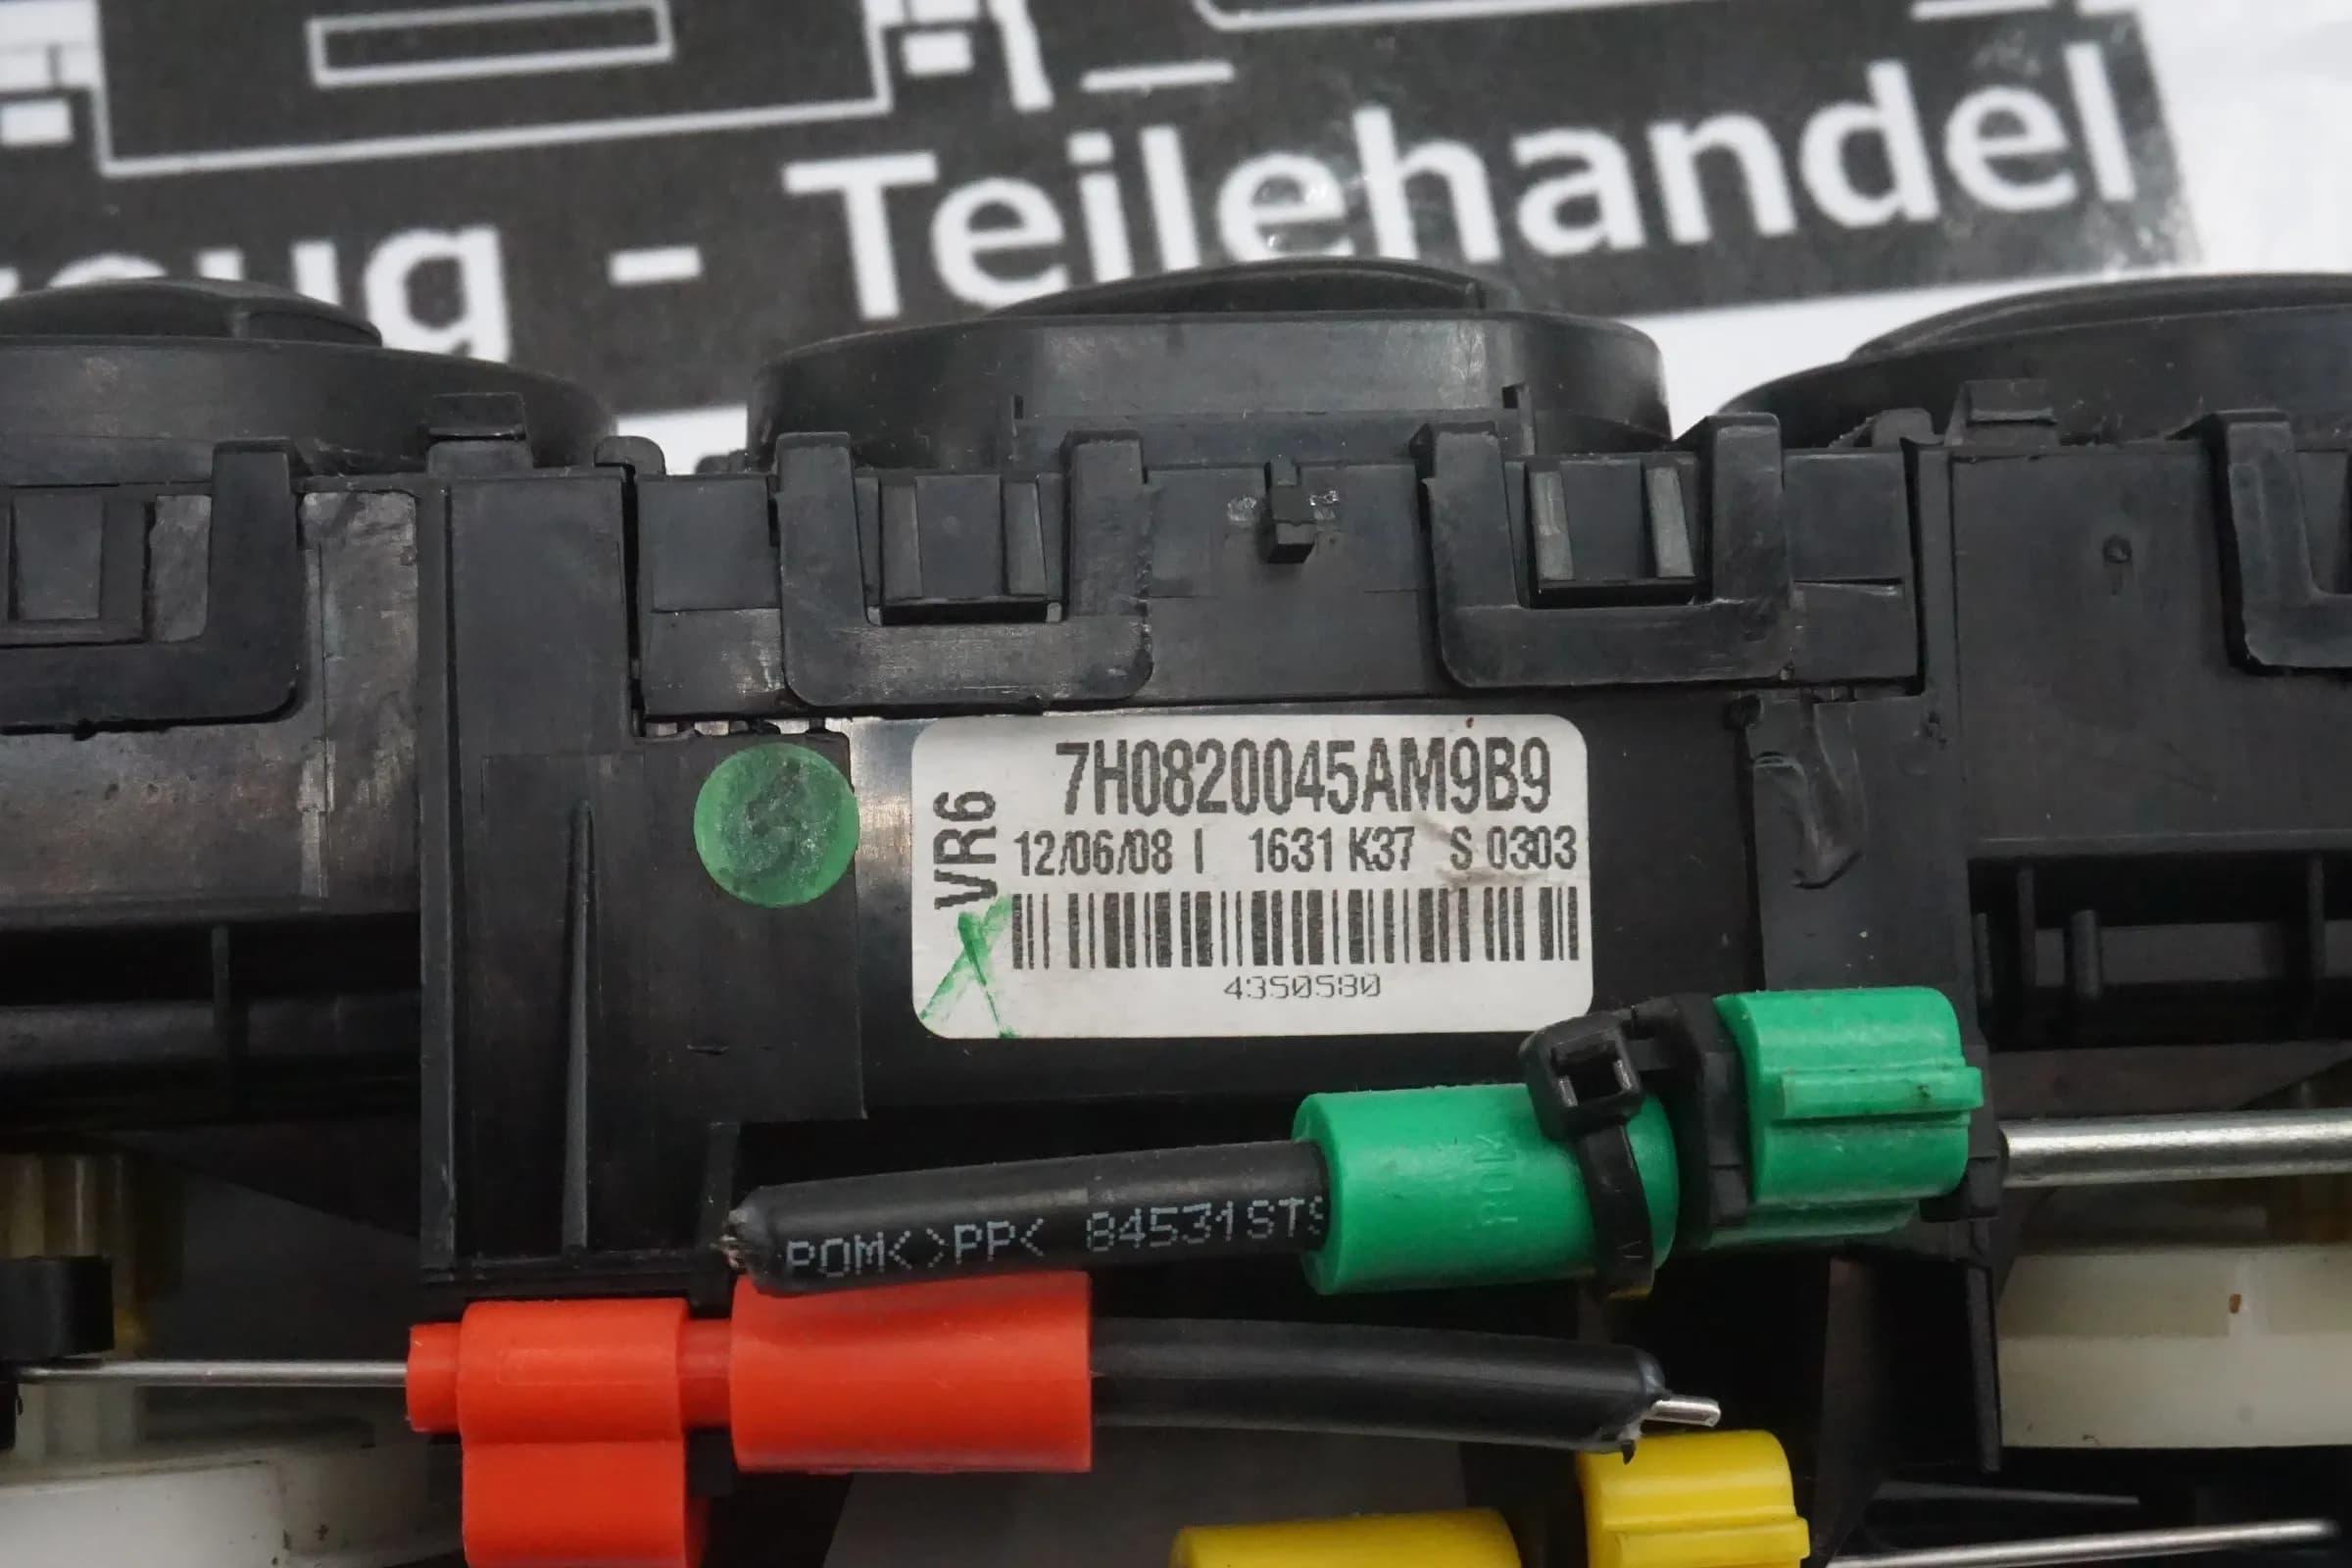 zeug - Teilehandel
7H0820045AM9B9
VR6
12/06/08 I 1631 K37 S 0303
4350580
POM<>PP< 84531STS
POM